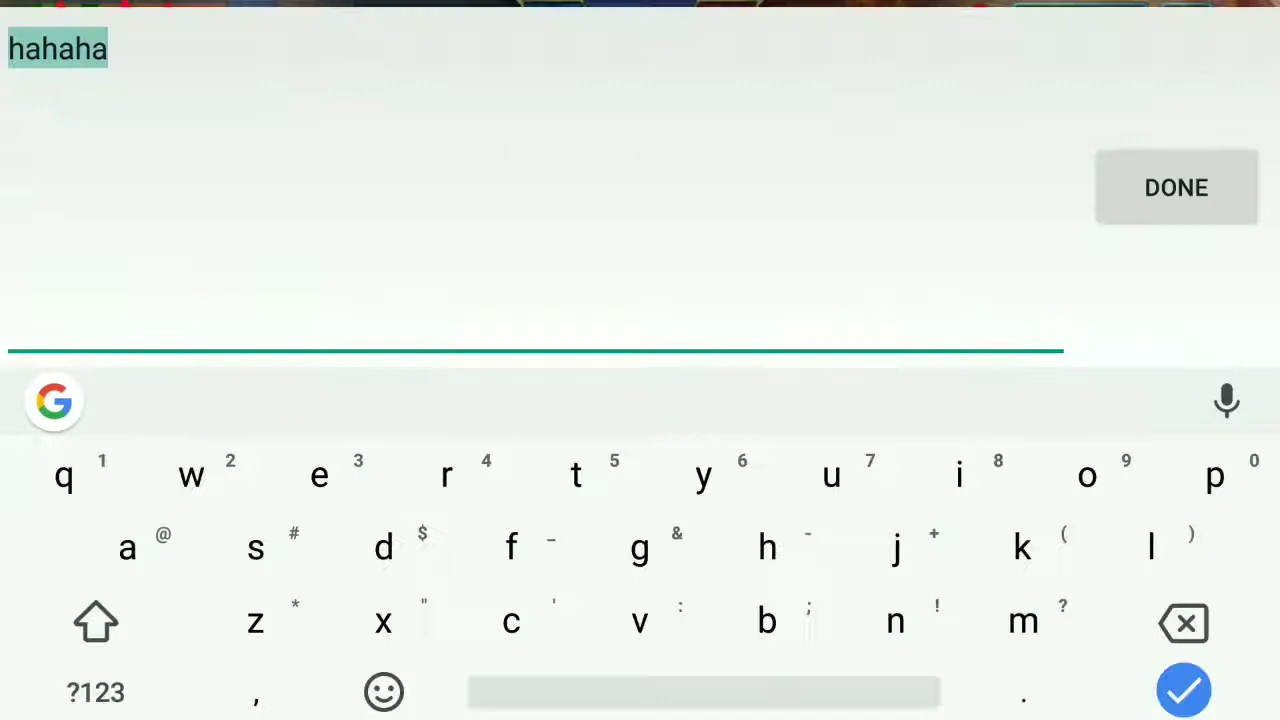 hahaha
DONE
q 1 w 2 e 3 r 4 t 5 y 6 u 7 i 8 o 9 p 0
a @ s # d $ f _ g & h - j + k ( l )
z * x " c ' v : b ; n ! m ?
?123 , .